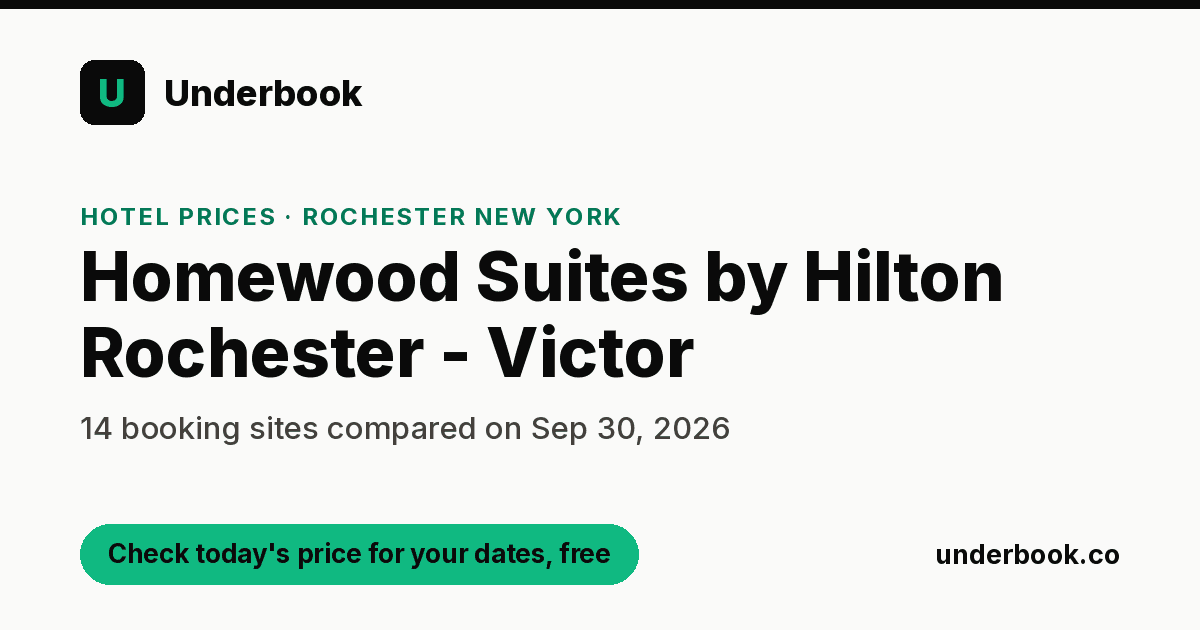 U Underbook
HOTEL PRICES · ROCHESTER NEW YORK
Homewood Suites by Hilton
Rochester - Victor
14 booking sites compared on Sep 30, 2026
Check today's price for your dates, free
underbook.co